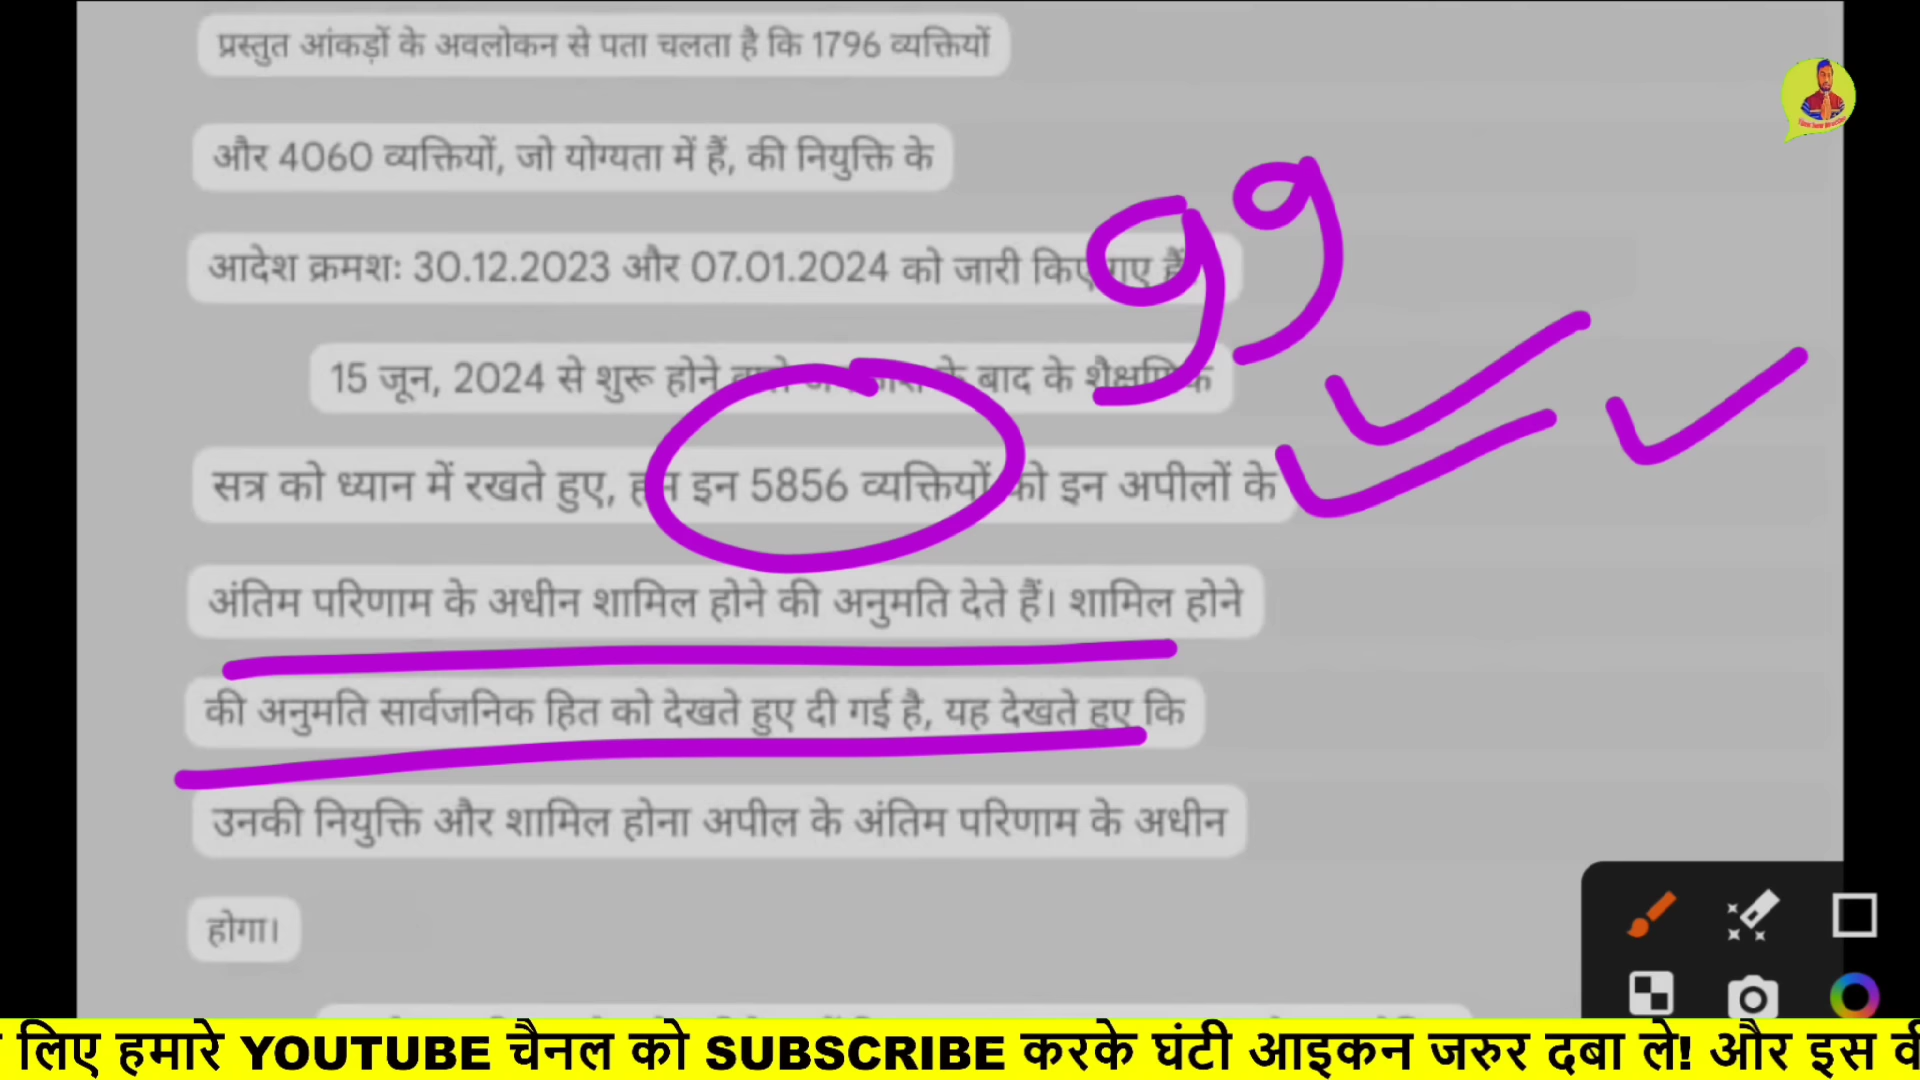 प्रस्तुत आंकड़ों के अवलोकन से पता चलता है कि 1796 व्यक्तियों
और 4060 व्यक्तियों, जो योग्यता में हैं, की नियुक्ति के
आदेश क्रमशः 30.12.2023 और 07.01.2024 को जारी किए गए हैं
99
15 जून, 2024 से शुरू होने के बाद के शैक्षणिक
सत्र को ध्यान में रखते हुए, हम इन 5856 व्यक्तियों को इन अपीलों के
अंतिम परिणाम के अधीन शामिल होने की अनुमति देते हैं। शामिल होने
की अनुमति सार्वजनिक हित को देखते हुए दी गई है, यह देखते हुए कि
उनकी नियुक्ति और शामिल होना अपील के अंतिम परिणाम के अधीन
होगा।
लिए हमारे YOUTUBE चैनल को SUBSCRIBE करके घंटी आइकन जरुर दबा ले! और इस